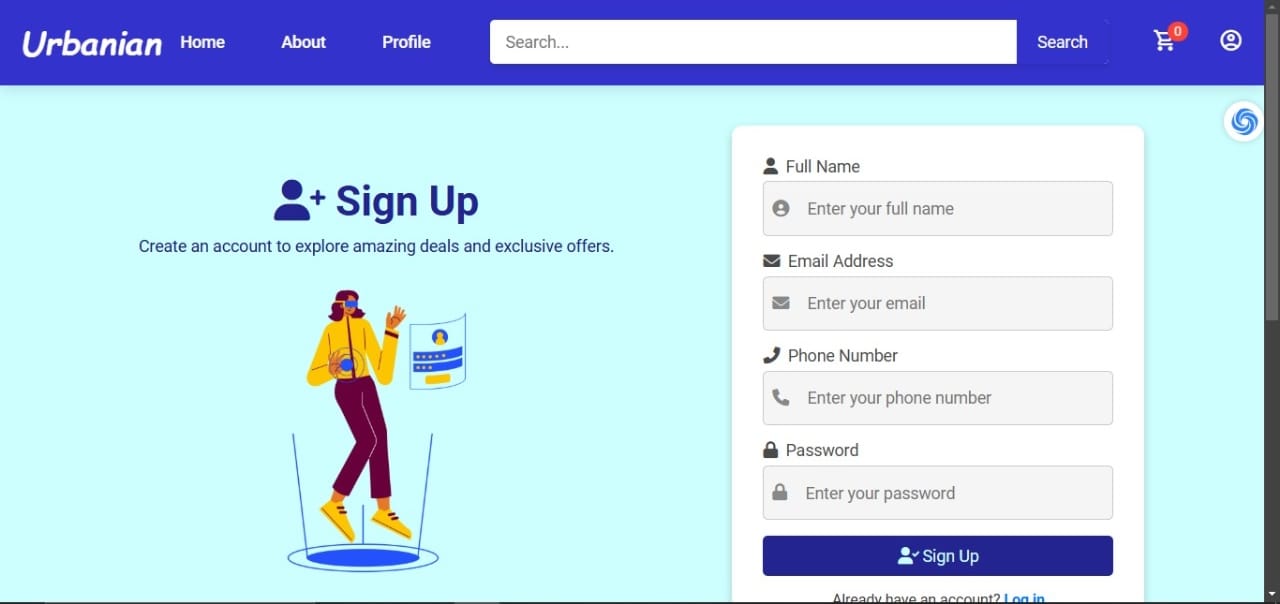 Urbanian Home About Profile Search... Search 0
Sign Up
Create an account to explore amazing deals and exclusive offers.
Full Name
Enter your full name
Email Address
Enter your email
Phone Number
Enter your phone number
Password
Enter your password
Sign Up
Already have an account? Log in